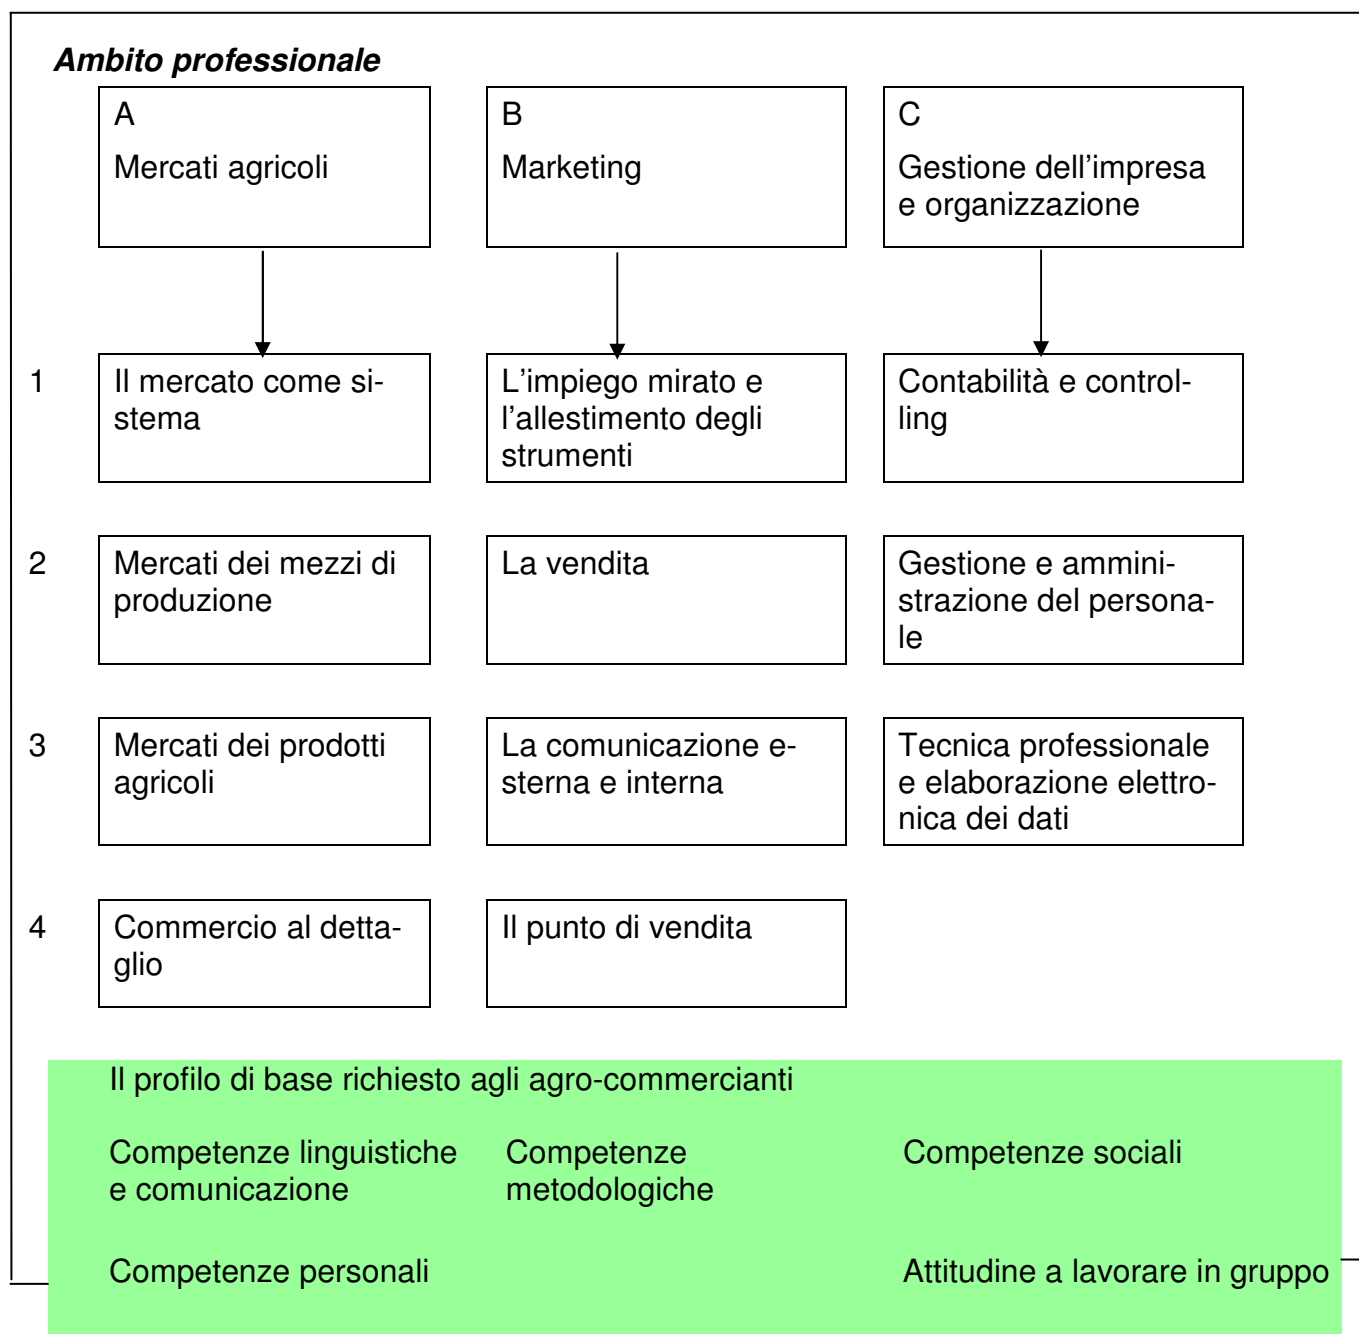 Ambito professionale
A
Mercati agricoli
B
Marketing
C
Gestione dell'impresa
e organizzazione
1
Il mercato come si-
stema
L'impiego mirato e
l'allestimento degli
strumenti
Contabilità e control-
ling
2
Mercati dei mezzi di
produzione
La vendita
Gestione e ammini-
strazione del persona-
le
3
Mercati dei prodotti
agricoli
La comunicazione e-
sterna e interna
Tecnica professionale
e elaborazione elettro-
nica dei dati
4
Commercio al detta-
glio
Il punto di vendita
Il profilo di base richiesto agli agro-commercianti
Competenze linguistiche
e comunicazione
Competenze
metodologiche
Competenze sociali
Competenze personali
Attitudine a lavorare in gruppo